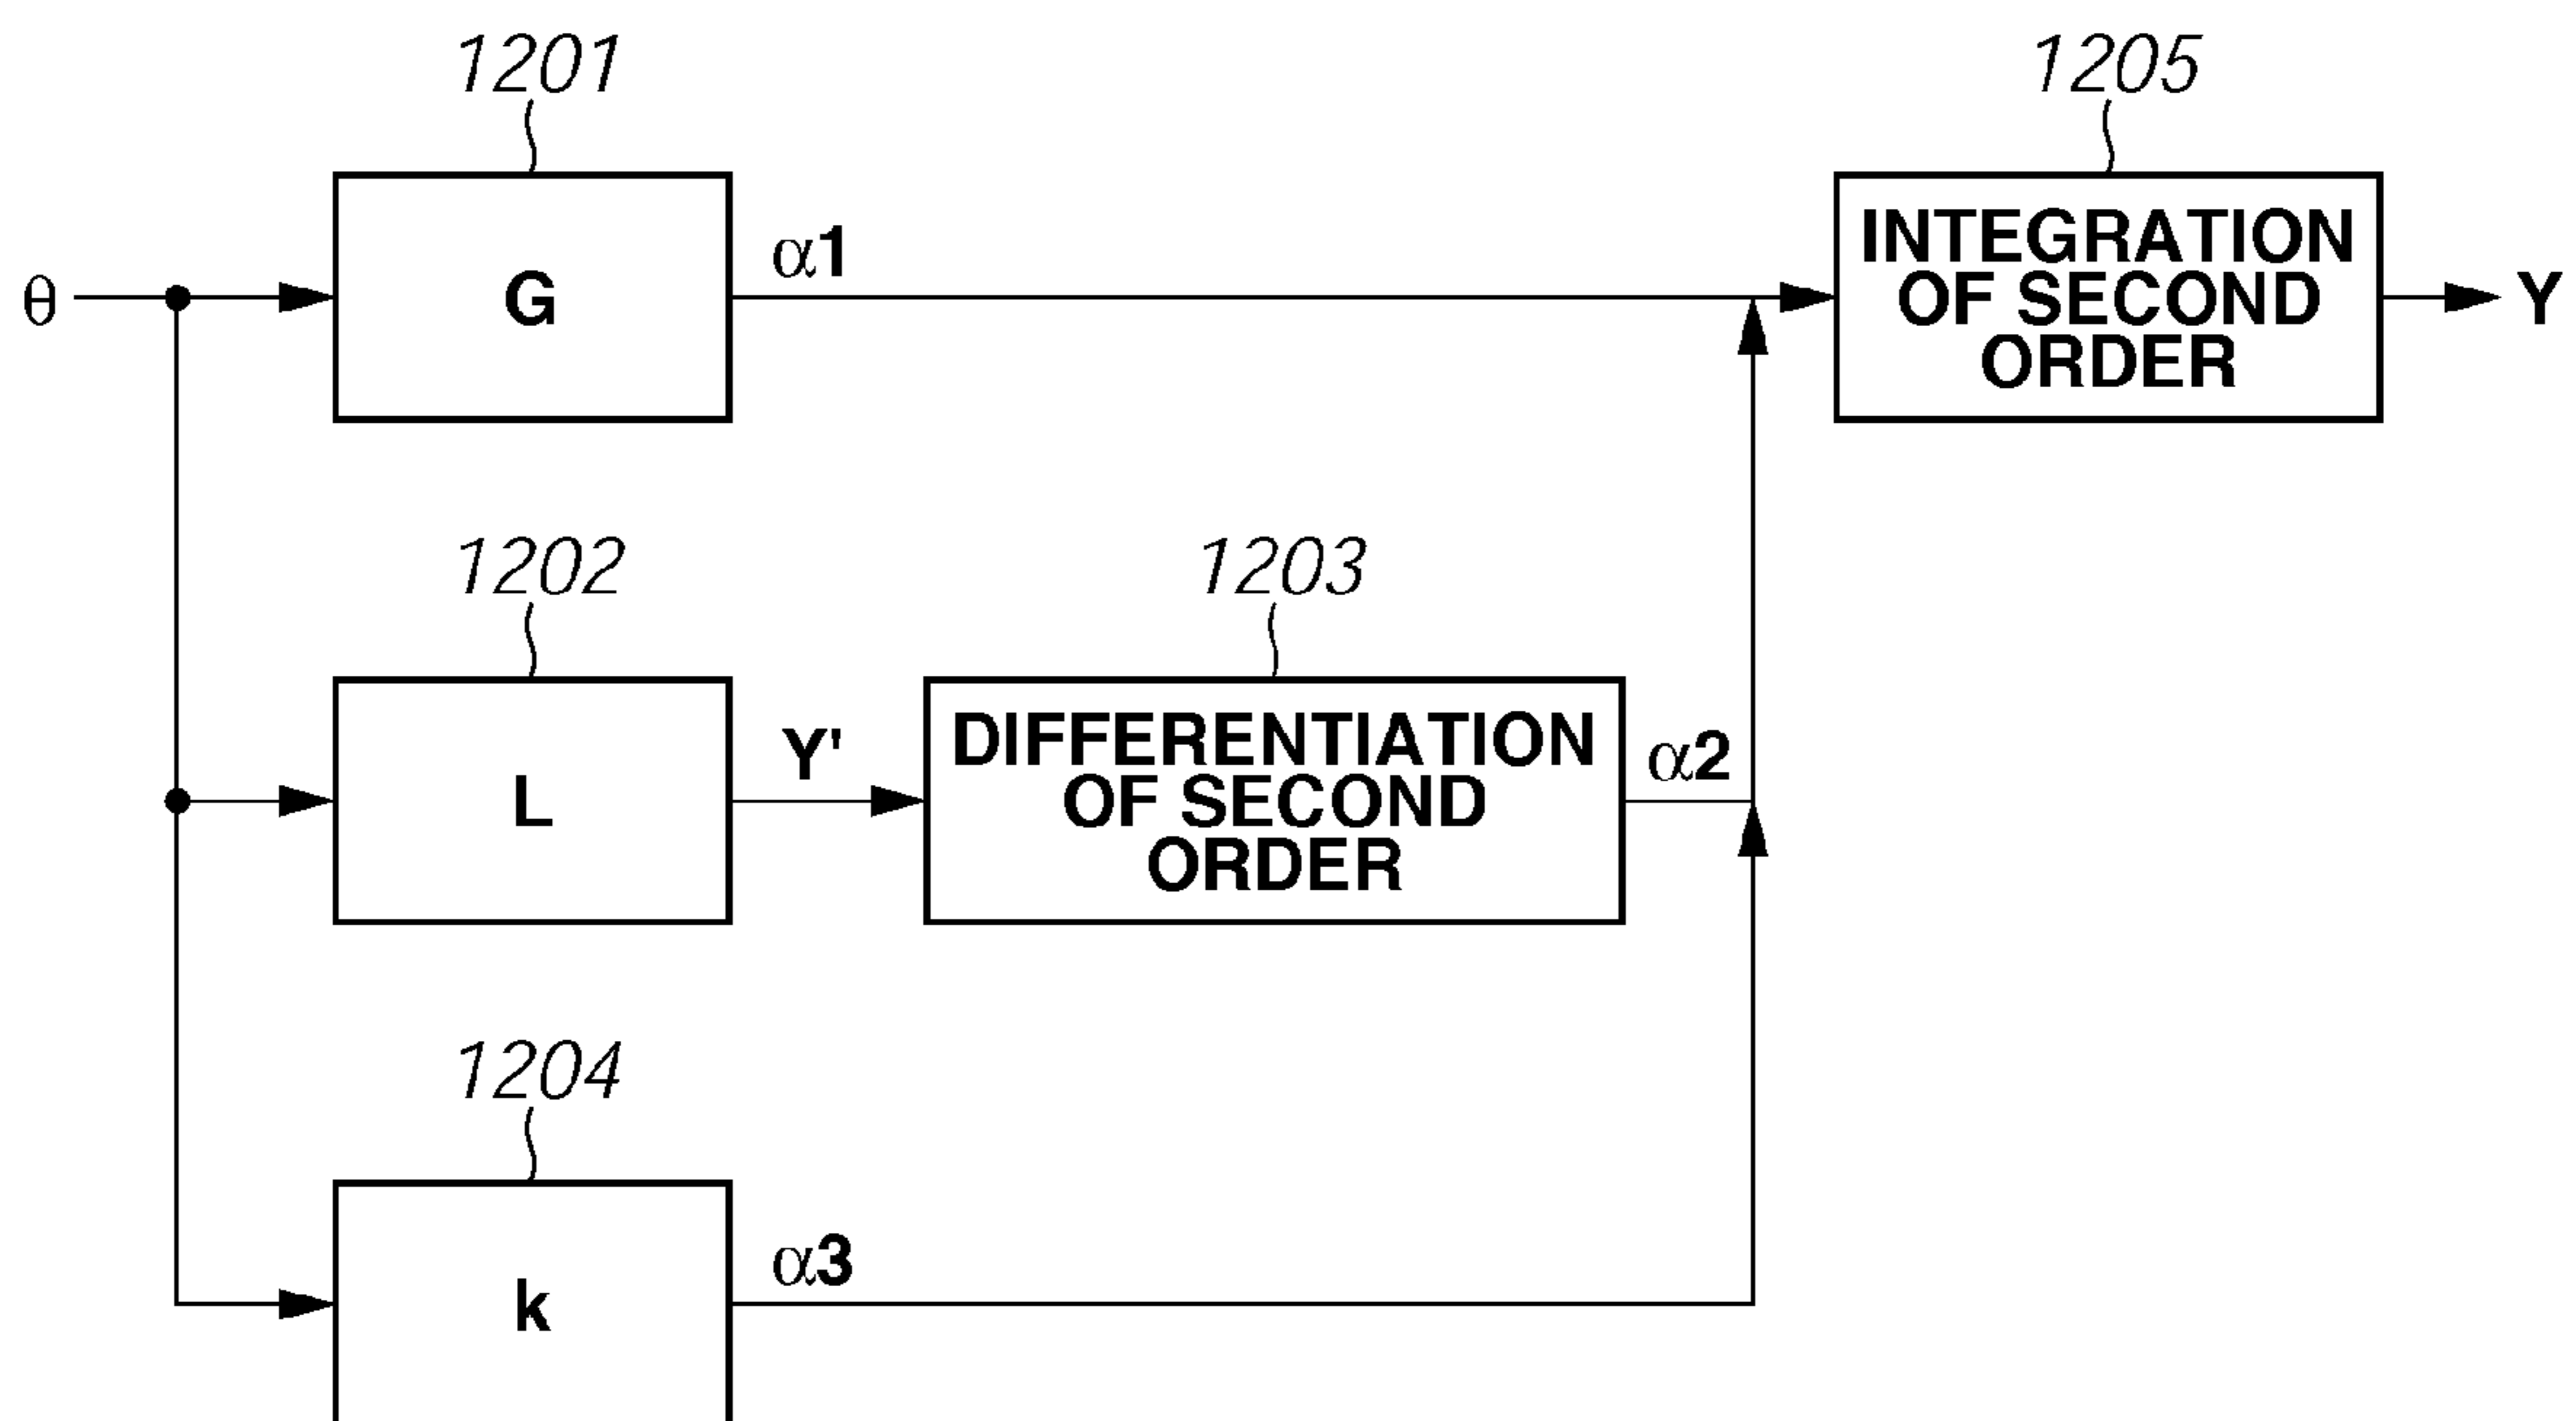 1201
1205
θ
G
α1
INTEGRATION
OF SECOND
ORDER
Y
1202
1203
L
Y'
DIFFERENTIATION
OF SECOND
ORDER
α2
1204
k
α3